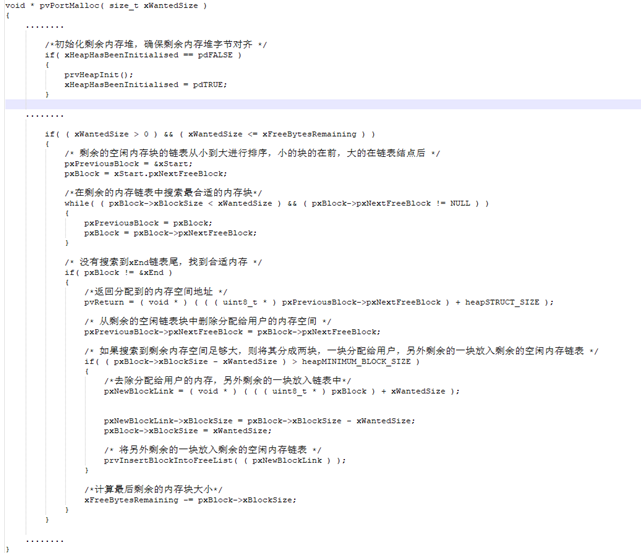 void * pvPortMalloc( size_t xWantedSize )
{
........
/*初始化剩余内存堆，确保剩余内存堆字节对齐 */
if( xHeapHasBeenInitialised == pdFALSE )
{
prvHeapInit();
xHeapHasBeenInitialised = pdTRUE;
}
........
if( ( xWantedSize > 0 ) && ( xWantedSize <= xFreeBytesRemaining ) )
{
/* 剩余的空闲内存块的链表从小到大进行排序，小的块的在前，大的在链表结点后 */
pxPreviousBlock = &xStart;
pxBlock = xStart.pxNextFreeBlock;
/*在剩余的内存链表中搜索最合适的内存块*/
while( ( pxBlock->xBlockSize < xWantedSize ) && ( pxBlock->pxNextFreeBlock != NULL ) )
{
pxPreviousBlock = pxBlock;
pxBlock = pxBlock->pxNextFreeBlock;
}
/* 没有搜索到xEnd链表尾，找到合适内存 */
if( pxBlock != &xEnd )
{
/*返回分配到的内存空间地址 */
pvReturn = ( void * ) ( ( ( uint8_t * ) pxPreviousBlock->pxNextFreeBlock ) + heapSTRUCT_SIZE );
/* 从剩余的空闲链表块中删除分配给用户的内存空间 */
pxPreviousBlock->pxNextFreeBlock = pxBlock->pxNextFreeBlock;
/* 如果搜索到剩余内存空间足够大，则将其分成两块，一块分配给用户，另外剩余的一块放入剩余的空闲内存链表 */
if( ( pxBlock->xBlockSize - xWantedSize ) > heapMINIMUM_BLOCK_SIZE )
{
/*去除分配给用户的内存，另外剩余的一块放入链表中*/
pxNewBlockLink = ( void * ) ( ( ( uint8_t * ) pxBlock ) + xWantedSize );
pxNewBlockLink->xBlockSize = pxBlock->xBlockSize - xWantedSize;
pxBlock->xBlockSize = xWantedSize;
/* 将另外剩余的一块放入剩余的空闲内存链表 */
prvInsertBlockIntoFreeList( ( pxNewBlockLink ) );
}
/*计算最后剩余的内存块大小*/
xFreeBytesRemaining -= pxBlock->xBlockSize;
}
}
........
}